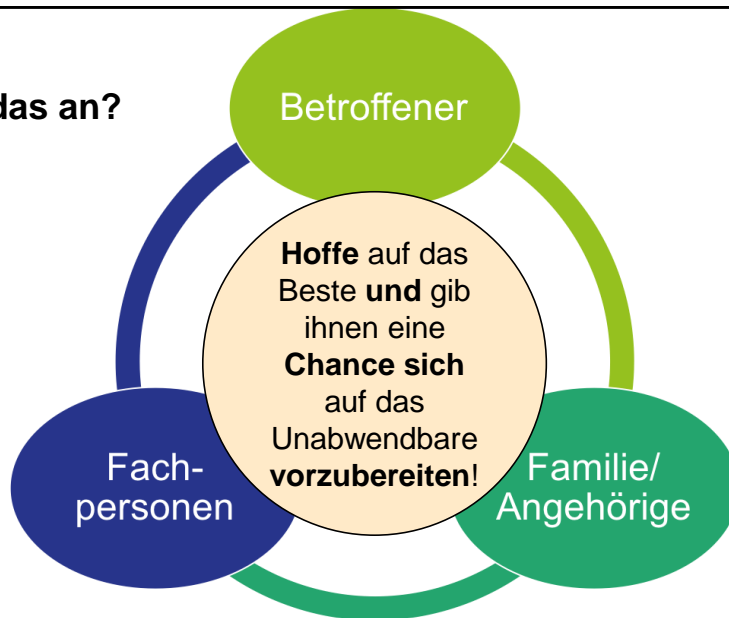 das an?
Betroffener
Hoffe auf das
Beste und gib
ihnen eine
Chance sich
auf das
Unabwendbare
vorzubereiten!
Fach-
personen
Familie/
Angehörige